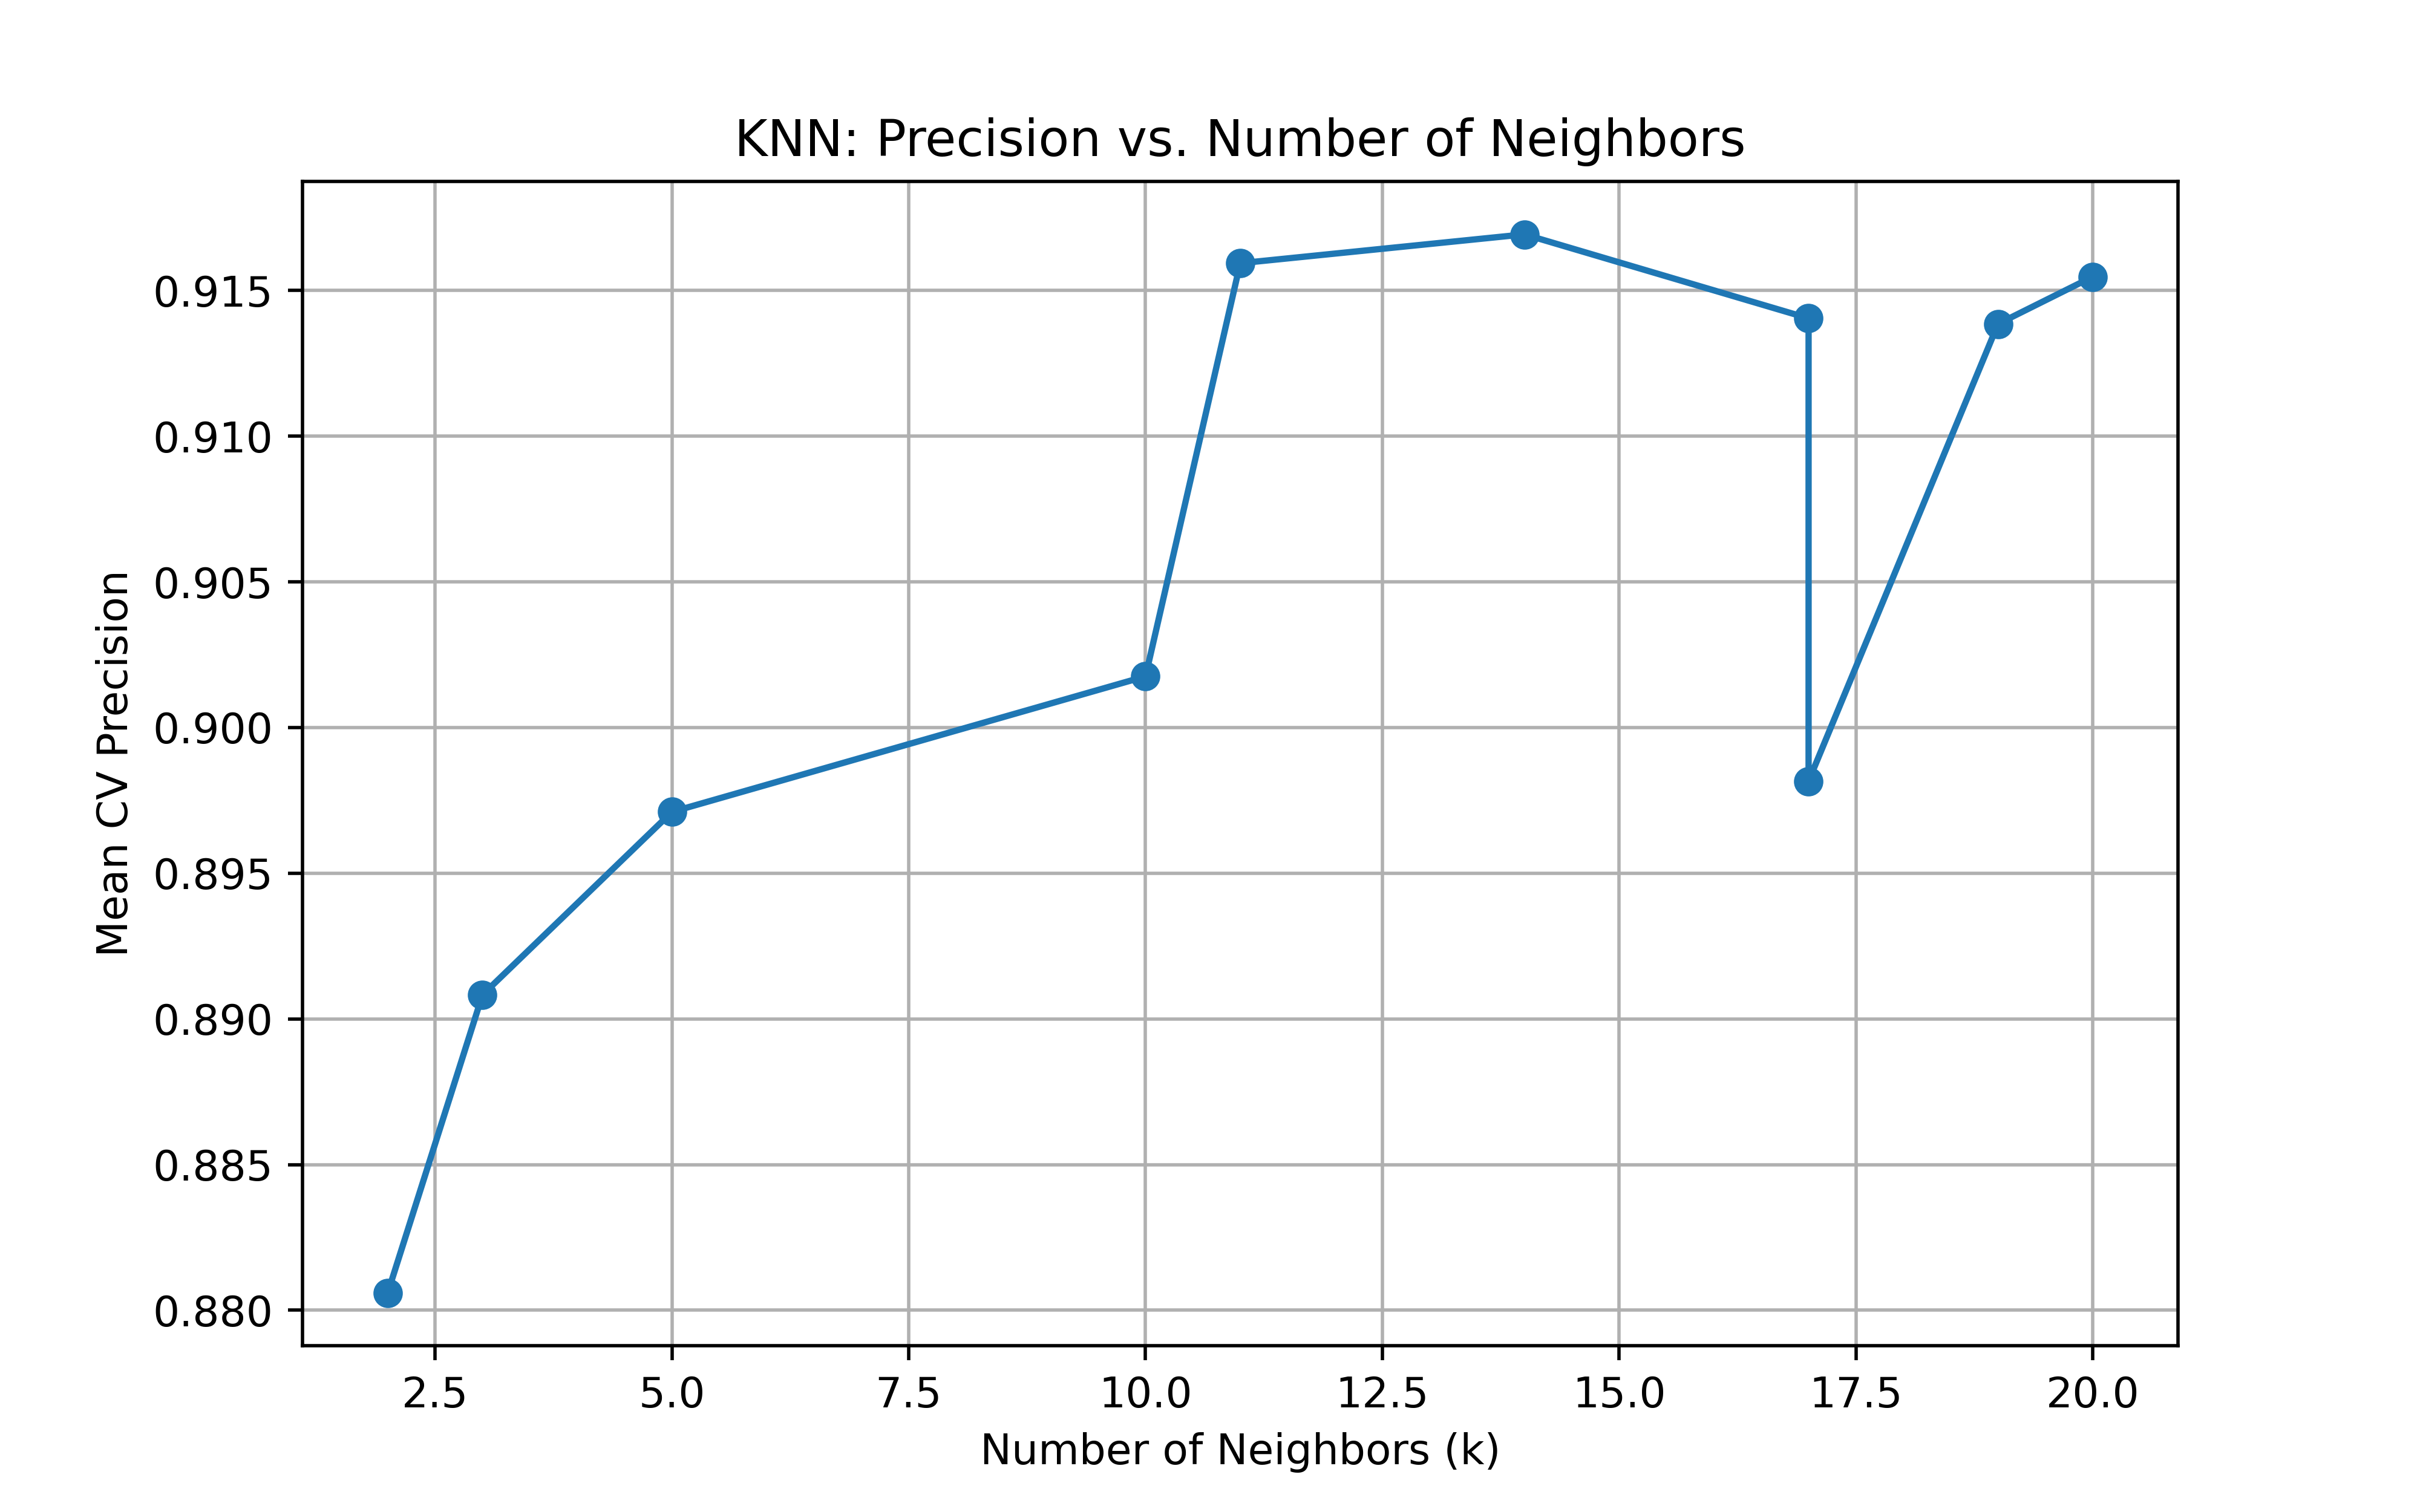 KNN: Precision vs. Number of Neighbors
Mean CV Precision
0.915
0.910
0.905
0.900
0.895
0.890
0.885
0.880
2.5 5.0 7.5 10.0 12.5 15.0 17.5 20.0
Number of Neighbors (k)